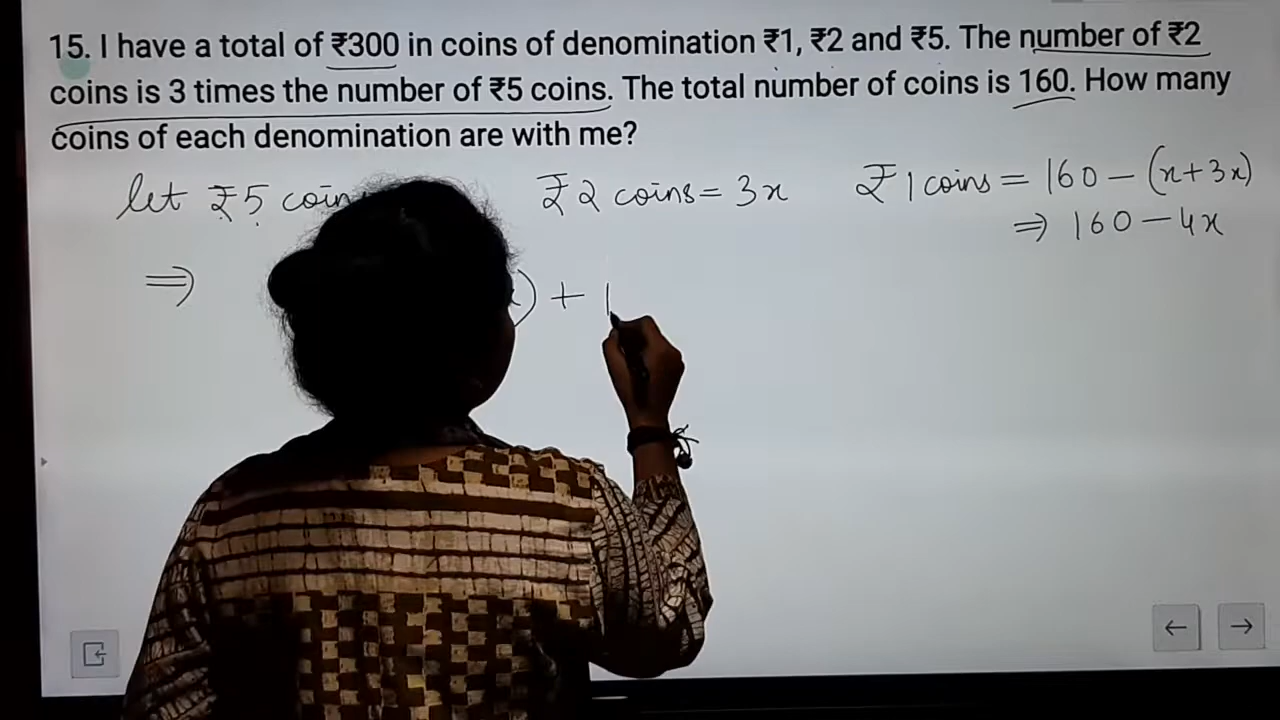 15. I have a total of ₹300 in coins of denomination ₹1, ₹2 and ₹5. The number of ₹2
coins is 3 times the number of ₹5 coins. The total number of coins is 160. How many
coins of each denomination are with me?
let ₹5 coin ₹2 coins = 3x ₹1 coins = 160 - (x+3x)
⇒ 160 - 4x
⇒ ) + 1